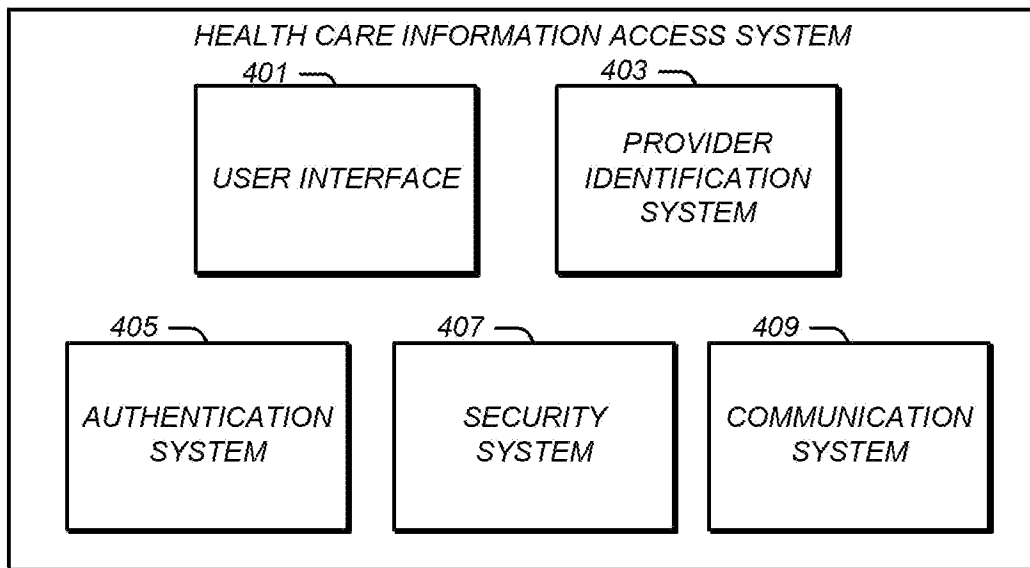 HEALTH CARE INFORMATION ACCESS SYSTEM
401
USER INTERFACE
403
PROVIDER
IDENTIFICATION
SYSTEM
405
AUTHENTICATION
SYSTEM
407
SECURITY
SYSTEM
409
COMMUNICATION
SYSTEM